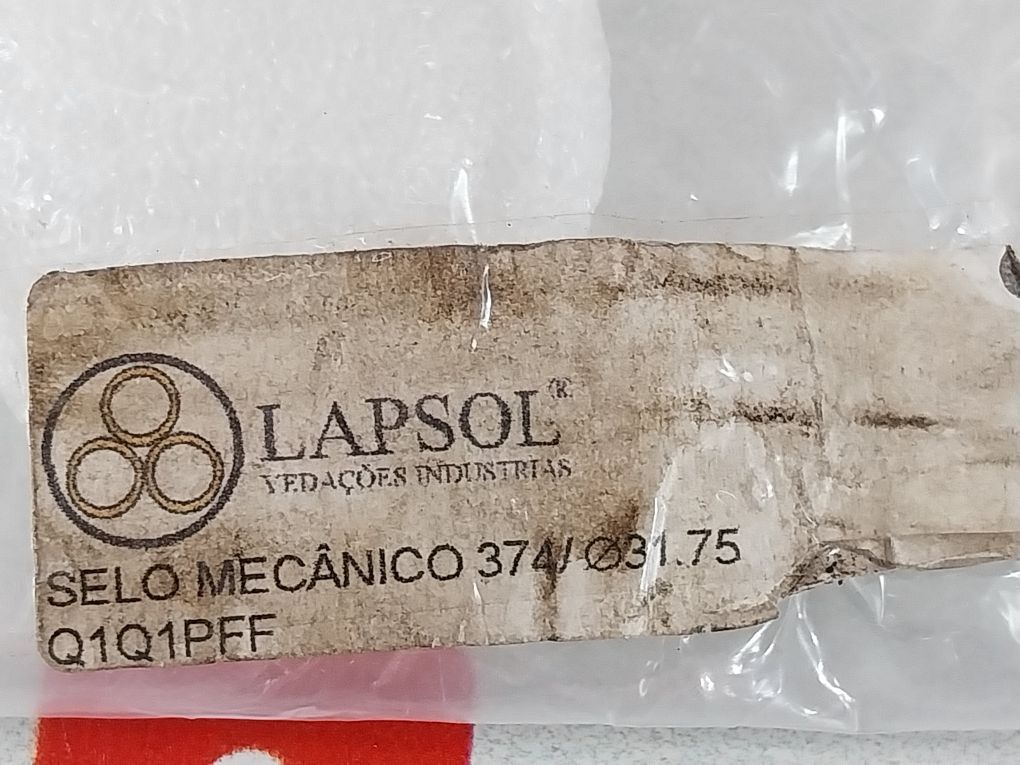 LAPSOL®
VEDAÇÕES INDUSTRIAS
SELO MECÂNICO 374/ Ø31.75
Q1Q1PFF